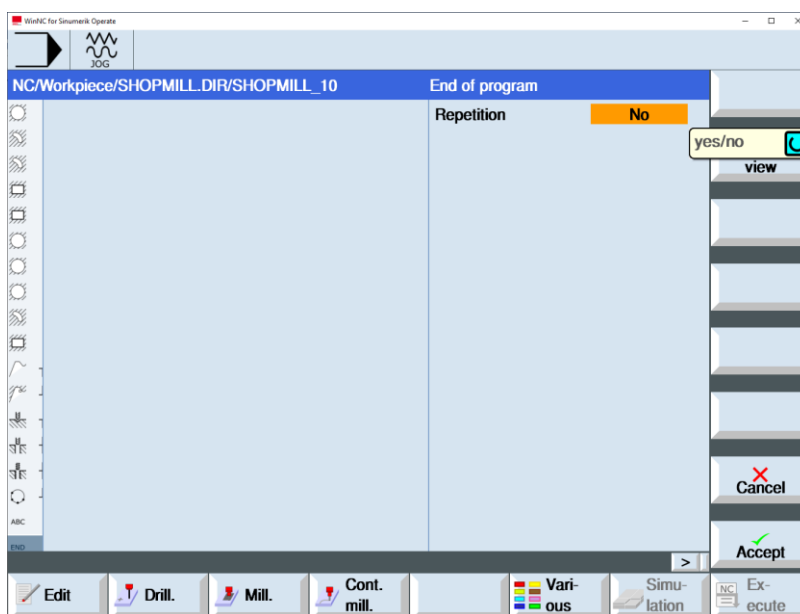 WinNC for Sinumerik Operate
JOG
NC/Workpiece/SHOPMILL.DIR/SHOPMILL_10
End of program
Repetition
No
yes/no
view
ABC
END
Cancel
Accept
>
Edit
Drill.
Mill.
Cont.
mill.
Vari-
ous
Simu-
lation
NC
Ex-
ecute